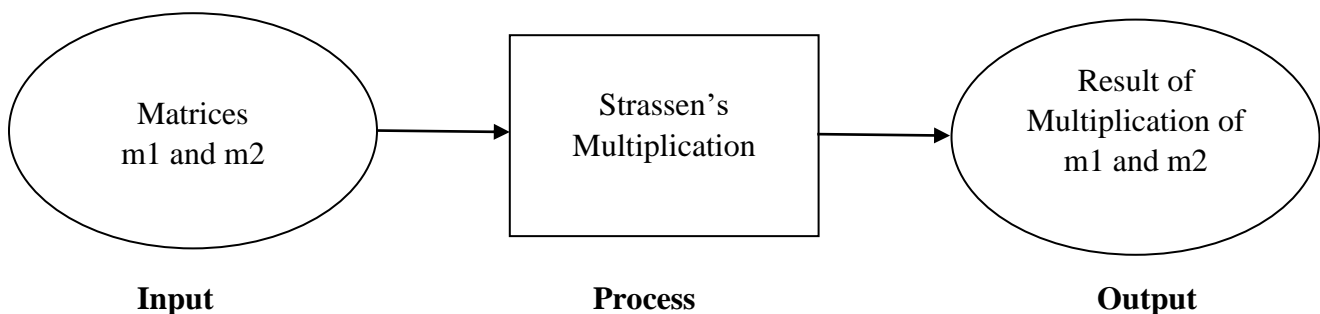 Matrices
m1 and m2
Strassen’s
Multiplication
Result of
Multiplication of
m1 and m2
Input
Process
Output